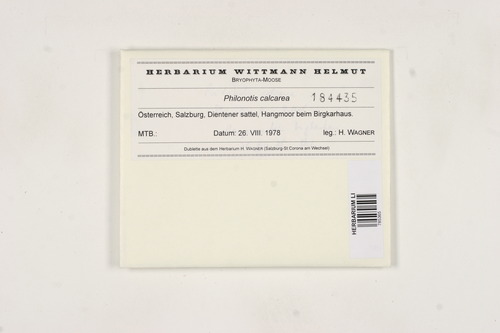 HERBARIUM WITTMANN HELMUT
BRYOPHYTA-MOOSE
Philonotis calcarea 184435
Österreich, Salzburg, Dientener sattel, Hangmoor beim Birgkarhaus.
MTB.: Datum: 26. VIII. 1978 leg.: H. WAGNER
Dublette aus dem Herbarium H. WAGNER (Salzburg-St Corona am Wechsel)
HERBARIUM LI